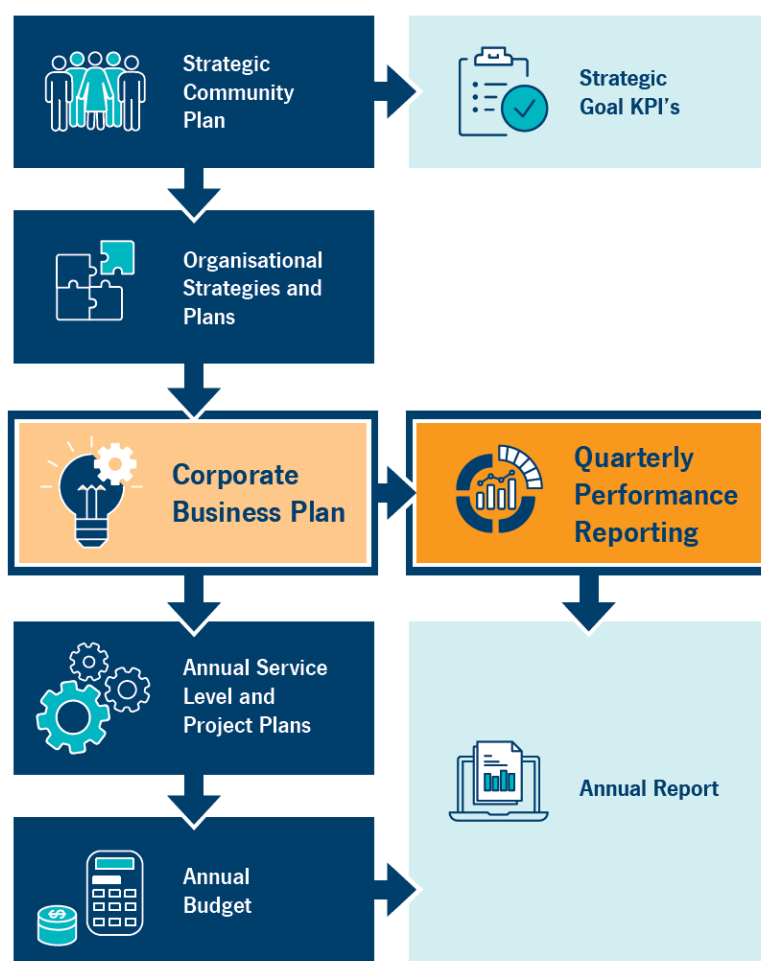 Strategic
Community
Plan
Strategic
Goal KPI's
Organisational
Strategies and
Plans
Corporate
Business Plan
Quarterly
Performance
Reporting
Annual Service
Level and
Project Plans
Annual Report
Annual
Budget
$